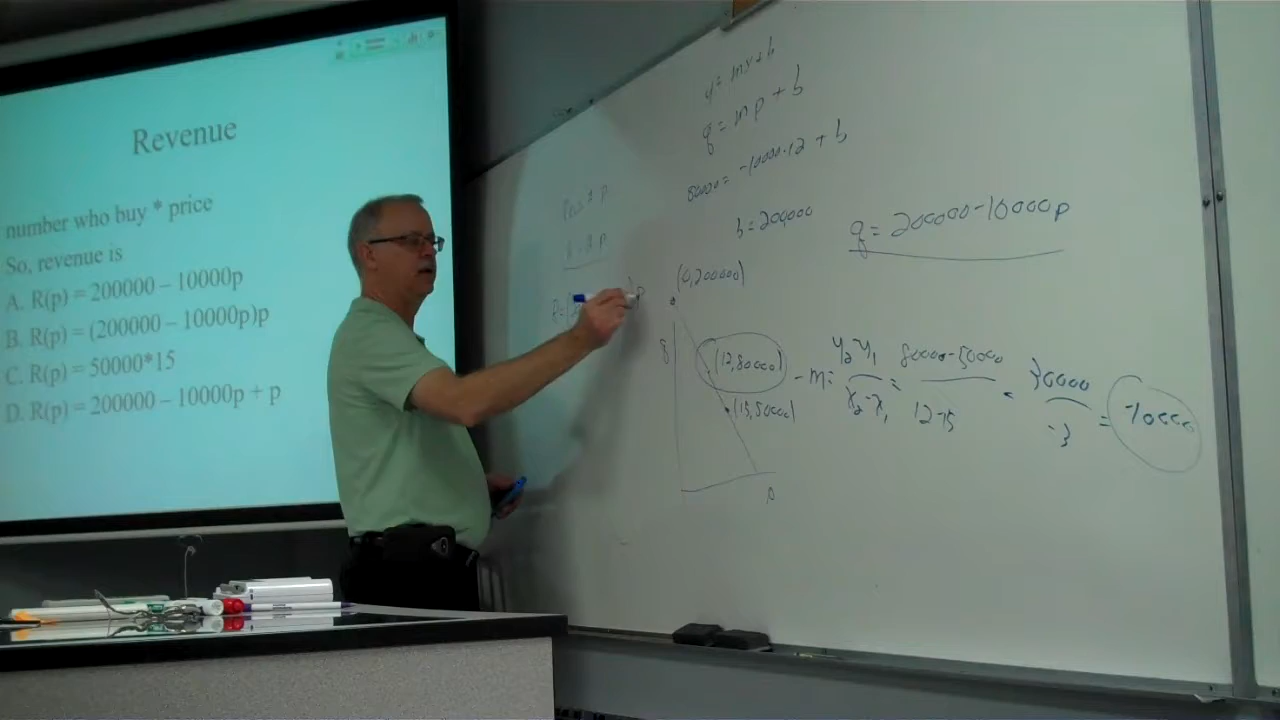 Revenue
number who buy * price
So, revenue is
A. R(p) = 200000 – 10000p
B. R(p) = (200000 – 10000p)p
C. R(p) = 50000*15
D. R(p) = 200000 – 10000p + p
y = mx + b
q = mp + b
80000 = -10000·12 + b
b = 200000
q = 200000-10000p
(0,200000)
q
(12,80000)
(15,50000)
p
m = y₂-y₁ / x₂-x₁ = 80000-50000 / 12-15 = 30000 / -3 = -10000